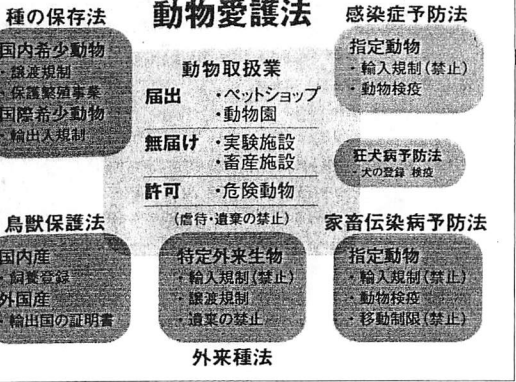 種の保存法
国内希少動物
・譲渡規制
・保護繁殖事業
国際希少動物
・輸出入規制
動物愛護法
動物取扱業
届出 ・ペットショップ
・動物園
無届け ・実験施設
・畜産施設
許可 ・危険動物
(虐待・遺棄の禁止)
感染症予防法
指定動物
・輸入規制(禁止)
・動物検疫
狂犬病予防法
・犬の登録 検疫
鳥獣保護法
国内産
・飼養登録
外国産
・輸出国の証明書
特定外来生物
・輸入規制(禁止)
・譲渡規制
・遺棄の禁止
外来種法
家畜伝染病予防法
指定動物
・輸入規制(禁止)
・動物検疫
・移動制限(禁止)